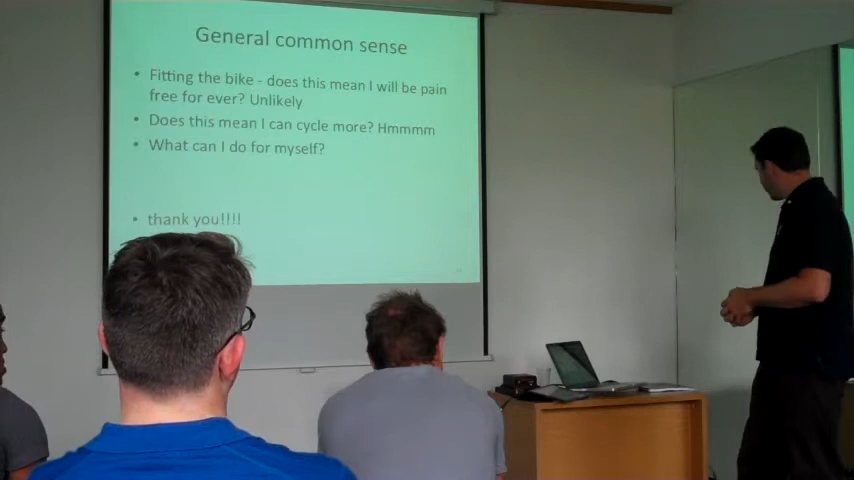 General common sense
• Fitting the bike - does this mean I will be pain
free for ever? Unlikely
• Does this mean I can cycle more? Hmmmm
• What can I do for myself?
• thank you!!!!